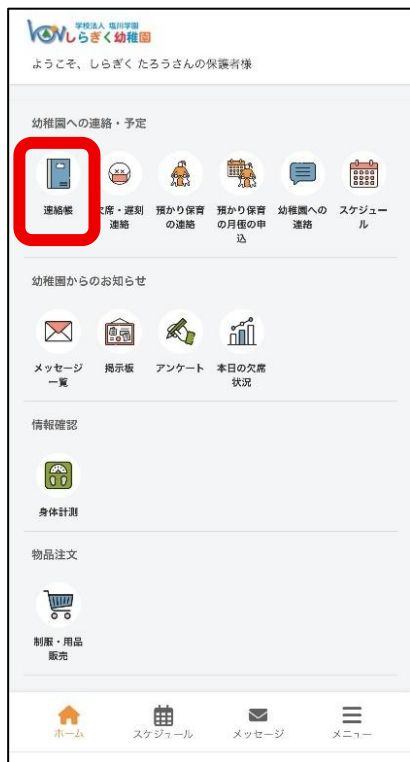 学校法人 塩川学園
しらぎく幼稚園
ようこそ、しらぎく たろうさんの保護者様
幼稚園への連絡・予定
連絡帳
欠席・遅刻
連絡
預かり保育
の連絡
預かり保育
の月極の申
込
幼稚園への
連絡
スケジュー
ル
幼稚園からのお知らせ
メッセージ
一覧
掲示板
アンケート
本日の欠席
状況
情報確認
身体計測
物品注文
制服・用品
販売
ホーム
スケジュール
メッセージ
メニュー